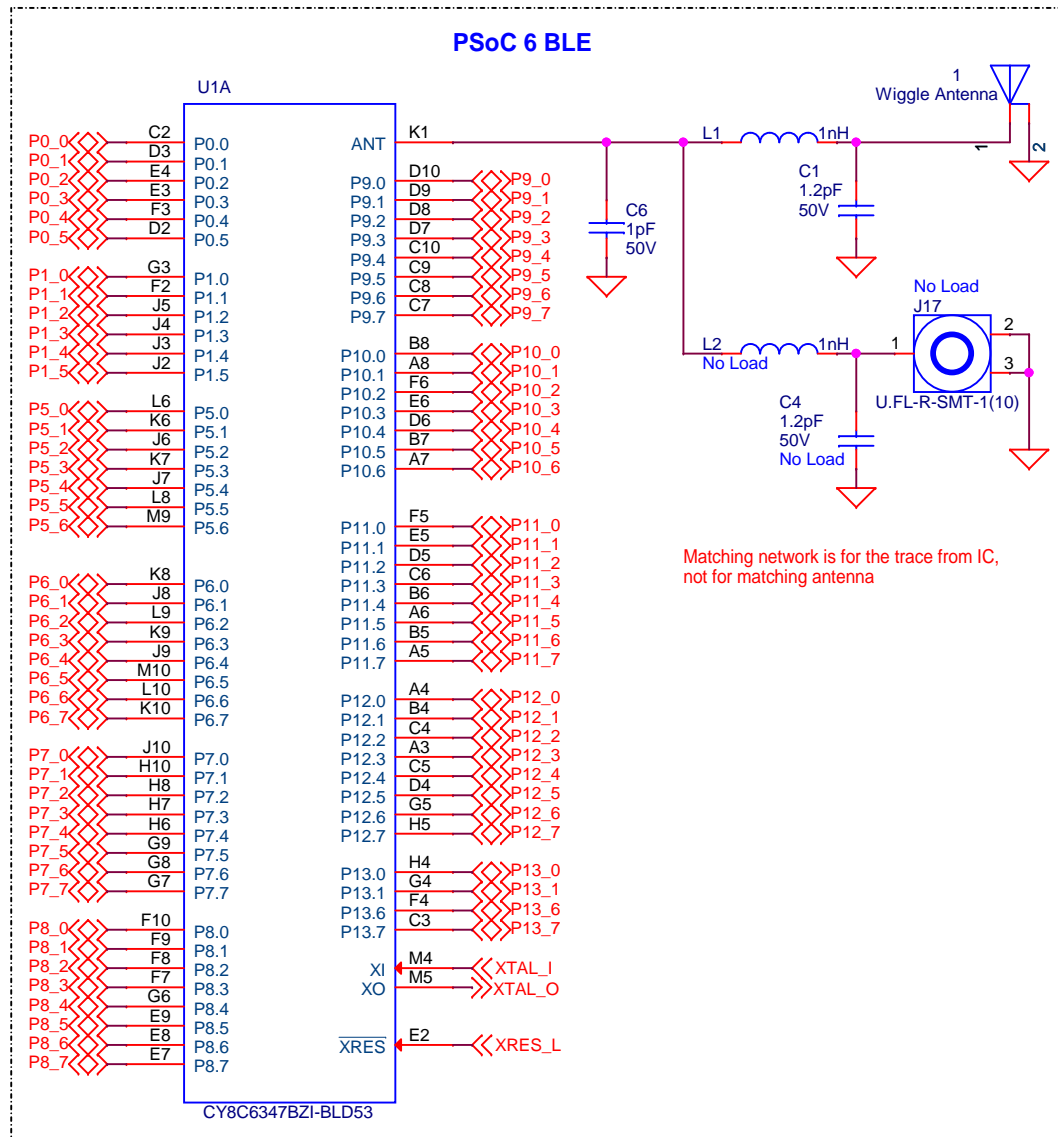 PSoC 6 BLE
U1A
1
Wiggle Antenna
P0_0 C2 P0.0
P0_1 D3 P0.1
P0_2 E4 P0.2
P0_3 E3 P0.3
P0_4 F3 P0.4
P0_5 D2 P0.5
P1_0 G3 P1.0
P1_1 F2 P1.1
P1_2 J5 P1.2
P1_3 J4 P1.3
P1_4 J3 P1.4
P1_5 J2 P1.5
P5_0 L6 P5.0
P5_1 K6 P5.1
P5_2 J6 P5.2
P5_3 K7 P5.3
P5_4 J7 P5.4
P5_5 L8 P5.5
P5_6 M9 P5.6
P6_0 K8 P6.0
P6_1 J8 P6.1
P6_2 L9 P6.2
P6_3 K9 P6.3
P6_4 J9 P6.4
P6_5 M10 P6.5
P6_6 L10 P6.6
P6_7 K10 P6.7
P7_0 J10 P7.0
P7_1 H10 P7.1
P7_2 H8 P7.2
P7_3 H7 P7.3
P7_4 H6 P7.4
P7_5 G9 P7.5
P7_6 G8 P7.6
P7_7 G7 P7.7
P8_0 F10 P8.0
P8_1 F9 P8.1
P8_2 F8 P8.2
P8_3 F7 P8.3
P8_4 G6 P8.4
P8_5 E9 P8.5
P8_6 E8 P8.6
P8_7 E7 P8.7
ANT K1
P9.0 D10 P9_0
P9.1 D9 P9_1
P9.2 D8 P9_2
P9.3 D7 P9_3
P9.4 C10 P9_4
P9.5 C9 P9_5
P9.6 C8 P9_6
P9.7 C7 P9_7
P10.0 B8 P10_0
P10.1 A8 P10_1
P10.2 F6 P10_2
P10.3 E6 P10_3
P10.4 D6 P10_4
P10.5 B7 P10_5
P10.6 A7 P10_6
P11.0 F5 P11_0
P11.1 E5 P11_1
P11.2 D5 P11_2
P11.3 C6 P11_3
P11.4 B6 P11_4
P11.5 A6 P11_5
P11.6 B5 P11_6
P11.7 A5 P11_7
P12.0 A4 P12_0
P12.1 B4 P12_1
P12.2 C4 P12_2
P12.3 A3 P12_3
P12.4 C5 P12_4
P12.5 D4 P12_5
P12.6 G5 P12_6
P12.7 H5 P12_7
P13.0 H4 P13_0
P13.1 G4 P13_1
P13.6 F4 P13_6
P13.7 C3 P13_7
XI M4 XTAL_I
XO M5 XTAL_O
XRES E2 XRES_L
CY8C6347BZI-BLD53
L1 1nH
1 2
C1
1.2pF
50V
C6
1pF
50V
No Load
J17
L2 1nH
No Load
1
2
3
U.FL-R-SMT-1(10)
C4
1.2pF
50V
No Load
Matching network is for the trace from IC,
not for matching antenna